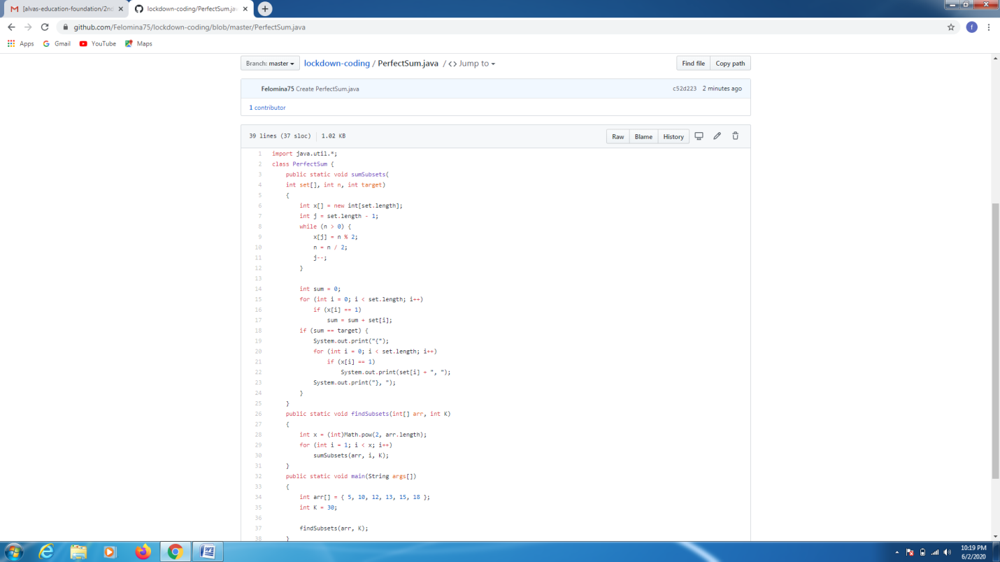 [alvas-education-foundation/2nd
lockdown-coding/PerfectSum.jav
github.com/Felomina75/lockdown-coding/blob/master/PerfectSum.java
f
Apps Gmail YouTube Maps
Branch: master lockdown-coding / PerfectSum.java / <> Jump to Find file Copy path
Felomina75 Create PerfectSum.java c52d223 2 minutes ago
1 contributor
39 lines (37 sloc) 1.02 KB Raw Blame History
1 import java.util.*;
2 class PerfectSum {
3 public static void sumSubsets(
4 int set[], int n, int target)
5 {
6 int x[] = new int[set.length];
7 int j = set.length - 1;
8 while (n > 0) {
9 x[j] = n % 2;
10 n = n / 2;
11 j--;
12 }
13
14 int sum = 0;
15 for (int i = 0; i < set.length; i++)
16 if (x[i] == 1)
17 sum = sum + set[i];
18 if (sum == target) {
19 System.out.print("{");
20 for (int i = 0; i < set.length; i++)
21 if (x[i] == 1)
22 System.out.print(set[i] + ", ");
23 System.out.print("}, ");
24 }
25 }
26 public static void findSubsets(int[] arr, int K)
27 {
28 int x = (int)Math.pow(2, arr.length);
29 for (int i = 1; i < x; i++)
30 sumSubsets(arr, i, K);
31 }
32 public static void main(String args[])
33 {
34 int arr[] = { 5, 10, 12, 13, 15, 18 };
35 int K = 30;
36
37 findSubsets(arr, K);
38 }
10:19 PM
6/2/2020